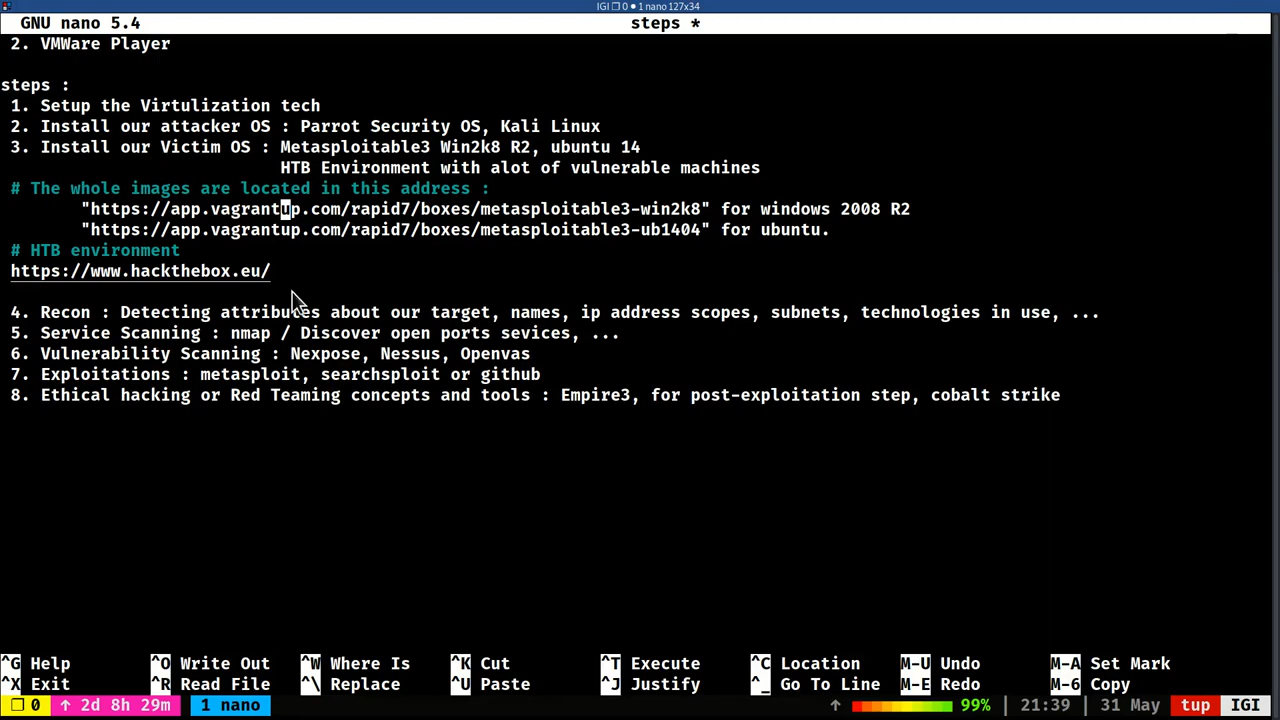 IGI ❐ 0 ● 1 nano 127x34
GNU nano 5.4 steps *
2. VMWare Player
steps :
1. Setup the Virtulization tech
2. Install our attacker OS : Parrot Security OS, Kali Linux
3. Install our Victim OS : Metasploitable3 Win2k8 R2, ubuntu 14
HTB Environment with alot of vulnerable machines
# The whole images are located in this address :
"https://app.vagrantup.com/rapid7/boxes/metasploitable3-win2k8" for windows 2008 R2
"https://app.vagrantup.com/rapid7/boxes/metasploitable3-ub1404" for ubuntu.
# HTB environment
https://www.hackthebox.eu/
4. Recon : Detecting attributes about our target, names, ip address scopes, subnets, technologies in use, ...
5. Service Scanning : nmap / Discover open ports sevices, ...
6. Vulnerability Scanning : Nexpose, Nessus, Openvas
7. Exploitations : metasploit, searchsploit or github
8. Ethical hacking or Red Teaming concepts and tools : Empire3, for post-exploitation step, cobalt strike
^G Help ^O Write Out ^W Where Is ^K Cut ^T Execute ^C Location M-U Undo M-A Set Mark
^X Exit ^R Read File ^\ Replace ^U Paste ^J Justify ^_ Go To Line M-E Redo M-6 Copy
❐ 0 ↑ 2d 8h 29m 1 nano ↑ 99% | 21:39 | 31 May tup IGI